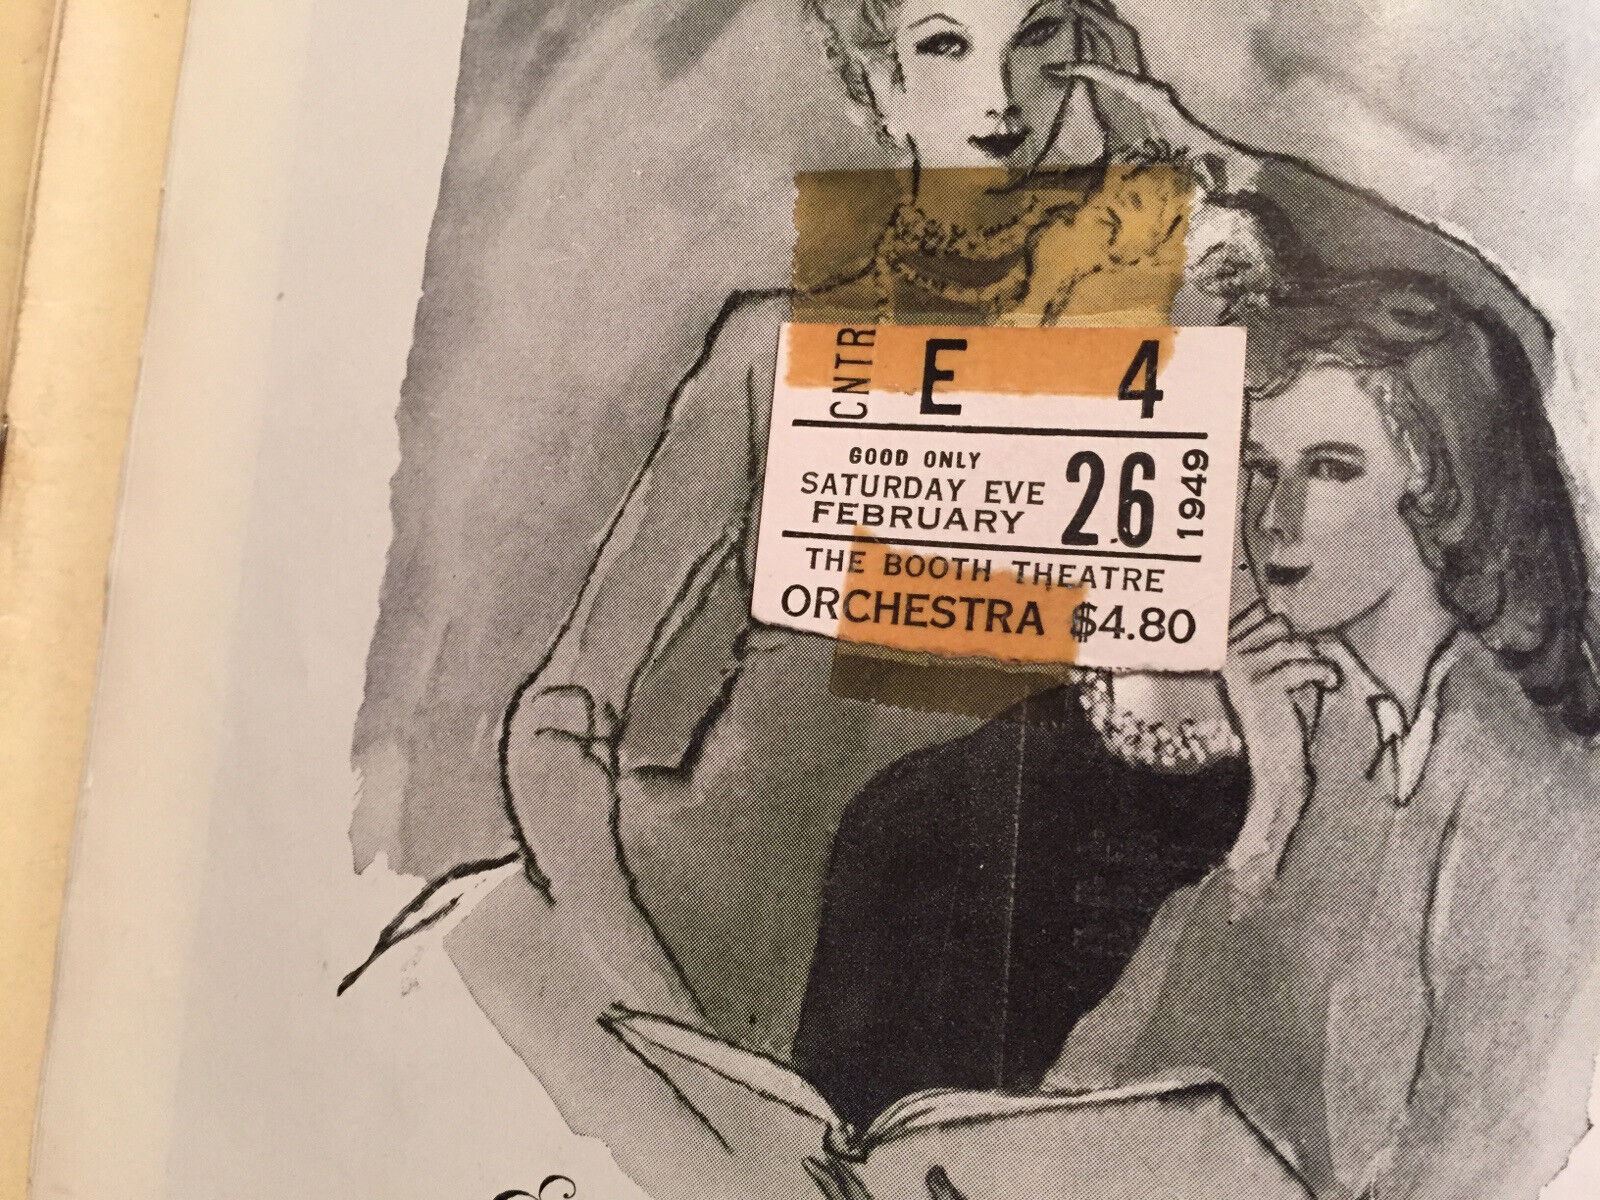 CNTR E 4
GOOD ONLY
SATURDAY EVE
FEBRUARY 26 1949
THE BOOTH THEATRE
ORCHESTRA $4.80